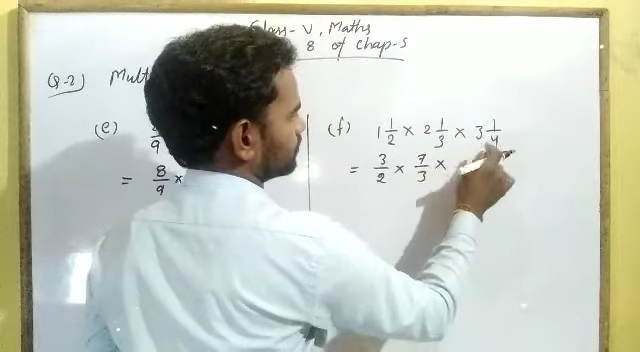 Class - V, Maths
8 of Chap-5
Q-2)
(e)
= 8/9 ×
(f) 1 1/2 × 2 1/3 × 3 1/4
= 3/2 × 7/3 ×